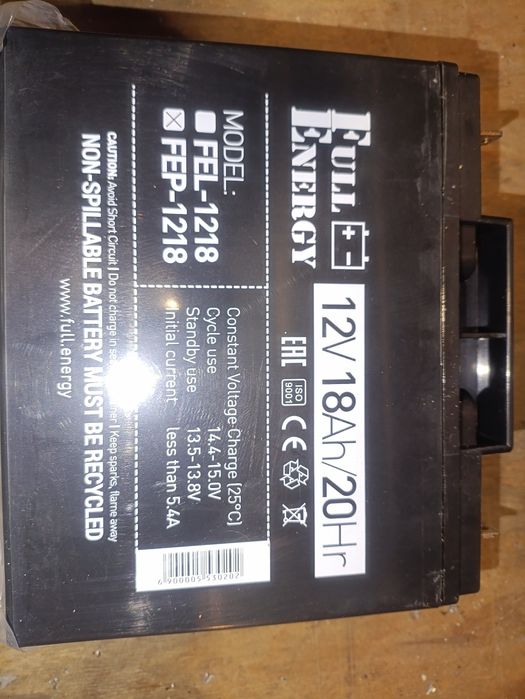 FULL
ENERGY
12V 18Ah/20Hr
EAC ISO 9001 CE
MODEL:
FEL-1218
FEP-1218
Constant Voltage Charge (25°C)
Cycle use 14.4-15.0V
Standby use 13.5-13.8V
Initial current less than 5.4A
6900005530202
CAUTION: Avoid Short Circuit | Do not charge in | Keep sparks, flame away
NON-SPILLABLE BATTERY MUST BE RECYCLED
www.full.energy